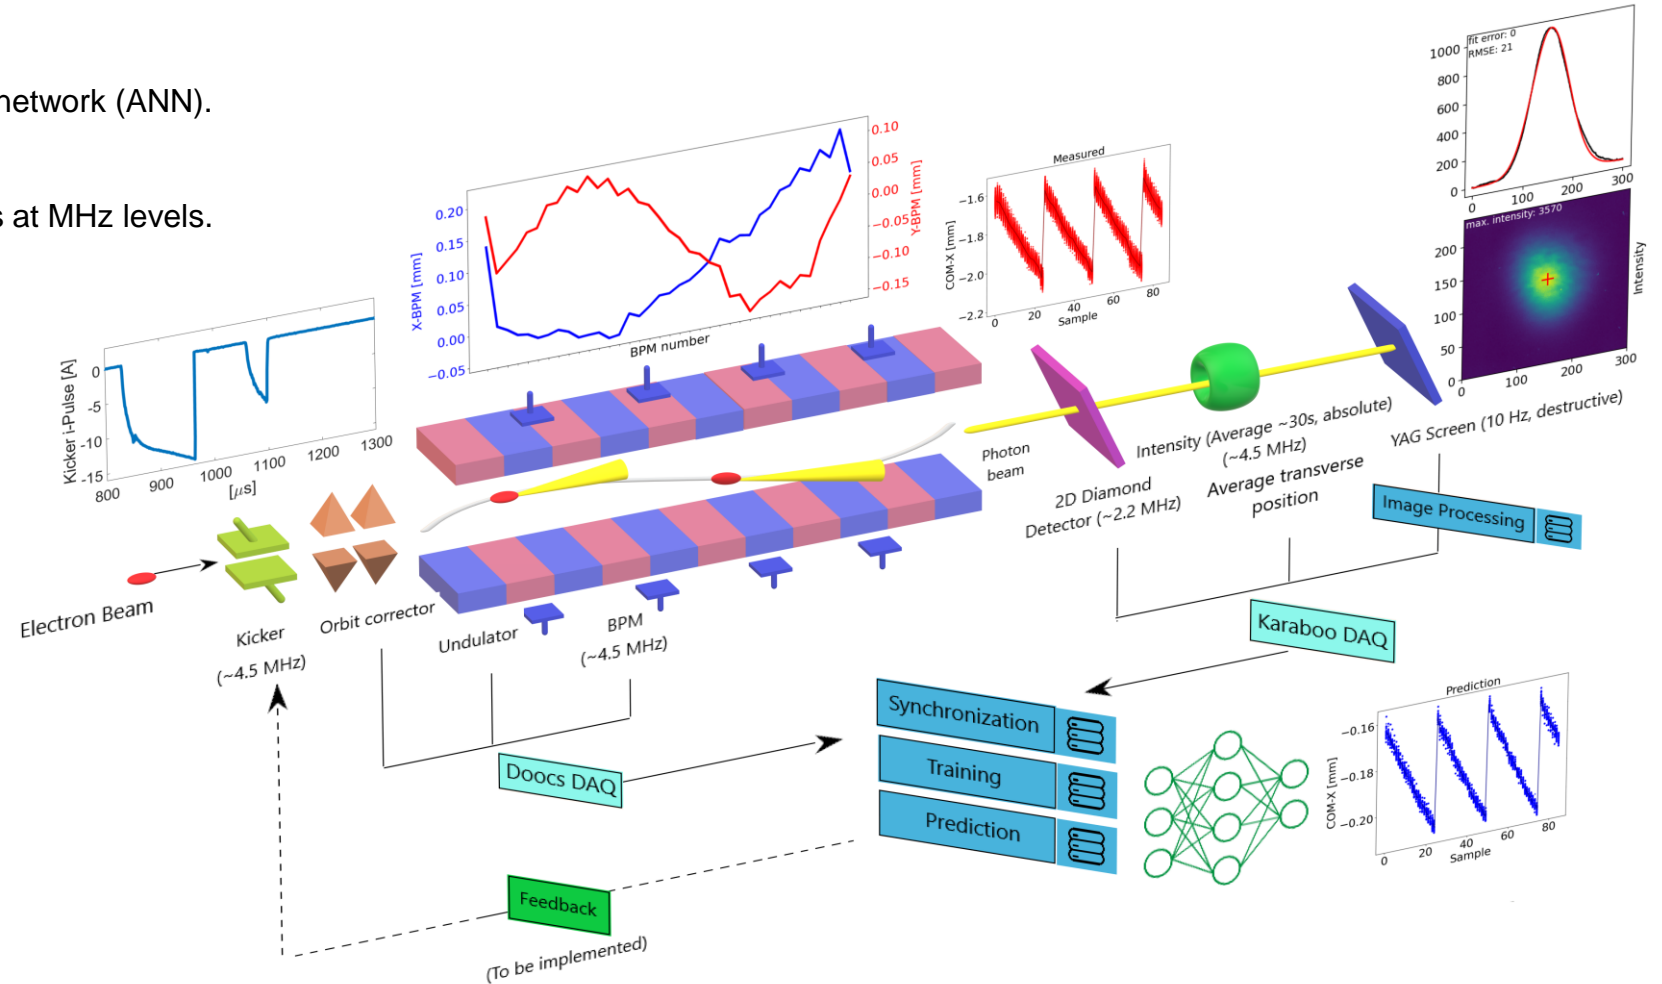 network (ANN).
s at MHz levels.
Kicker i-Pulse [A]
0
-5
-10
-15
800
900
1000
1100
1200
1300
[μs]
X-BPM [mm]
0.20
0.15
0.10
0.05
0.00
−0.05
BPM number
0.10
0.05
0.00
−0.05
−0.10
−0.15
Y-BPM [mm]
Measured
COM-X [mm]
−1.6
−1.8
−2.0
−2.2
0
20
40
60
80
Sample
fit error: 0
RMSE: 21
1000
800
600
400
200
0
0
100
200
300
max. intensity: 3570
200
150
100
50
0
0
100
200
300
Intensity
Electron Beam
Kicker
(~4.5 MHz)
Orbit corrector
Undulator
BPM
(~4.5 MHz)
Photon
beam
2D Diamond
Detector (~2.2 MHz)
Intensity (Average ~30s, absolute)
(~4.5 MHz)
Average transverse
position
YAG Screen (10 Hz, destructive)
Image Processing
Karaboo DAQ
Doocs DAQ
Synchronization
Training
Prediction
Feedback
(To be implemented)
Prediction
COM-X [mm]
−0.16
−0.18
−0.20
0
20
40
60
80
Sample